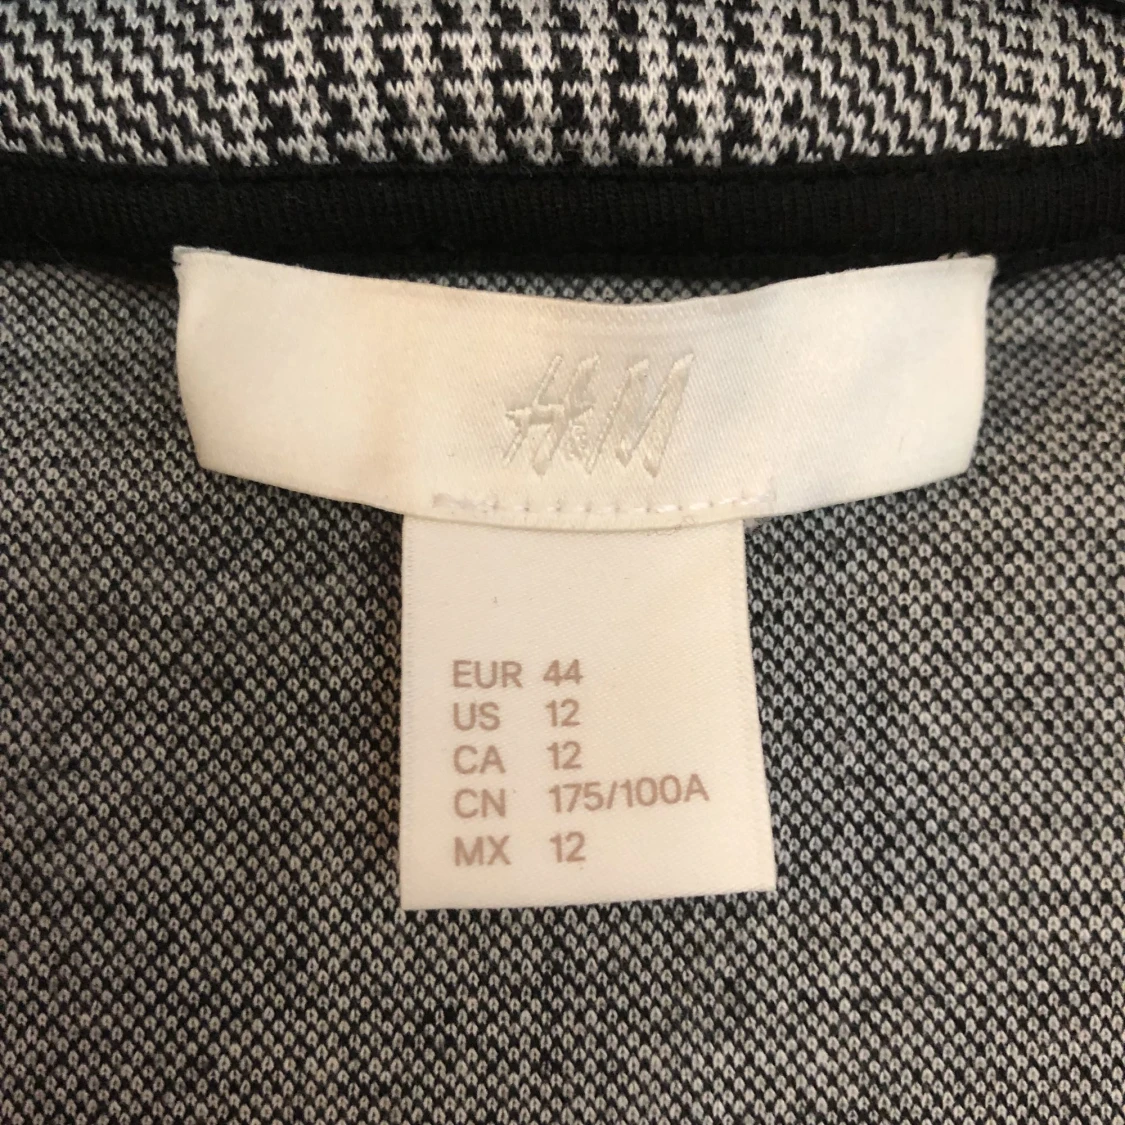 H&M
EUR 44
US 12
CA 12
CN 175/100A
MX 12